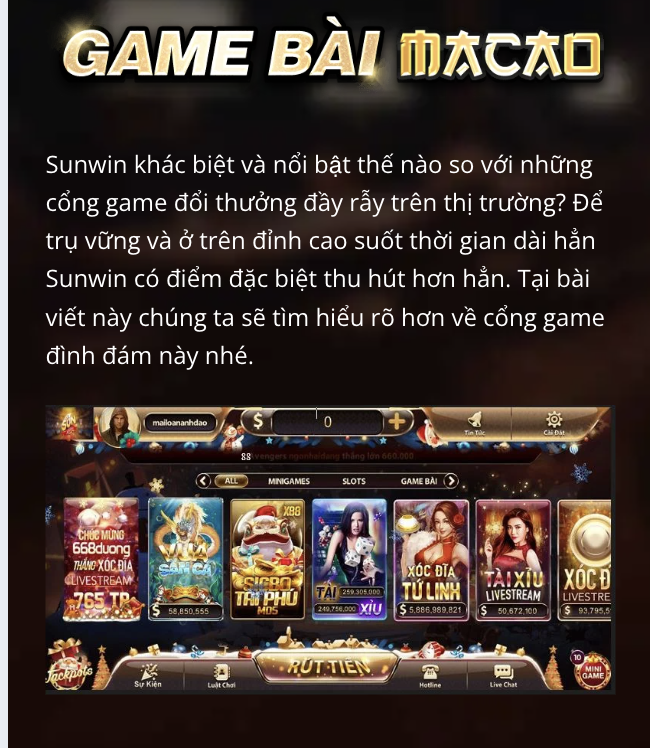 GAME BÀI MACAO
Sunwin khác biệt và nổi bật thế nào so với những
cổng game đổi thưởng đầy rẫy trên thị trường? Để
trụ vững và ở trên đỉnh cao suốt thời gian dài hẳn
Sunwin có điểm đặc biệt thu hút hơn hẳn. Tại bài
viết này chúng ta sẽ tìm hiểu rõ hơn về cổng game
đình đám này nhé.
SUN
mailoananhdao
$ 0 +
Tin Tức
Cài Đặt
88
Avengers ngonhaidang thắng lớn 660.000
ALL MINIGAMES SLOTS GAME BÀI
CHÚC MỪNG
668duong
THẮNG XÓC ĐĨA
LIVESTREAM
765 TR
VUA
SĂN CÁ
$ 58,850,555
X88
SICBO
TRI PHÚ
MD5
TÀI 259,305,000
249,756,000 XỈU
XÓC ĐĨA
TỨ LINH
$ 5,886,989,821
TÀI XỈU
LIVESTREAM
$ 50,672,100
XÓC Đ
LIVESTRE
$ 93,795,5
Jackpots
Sự Kiện
Luật Chơi
RÚT TIỀN
Hotline
Live Chat
10
MINI
GAME